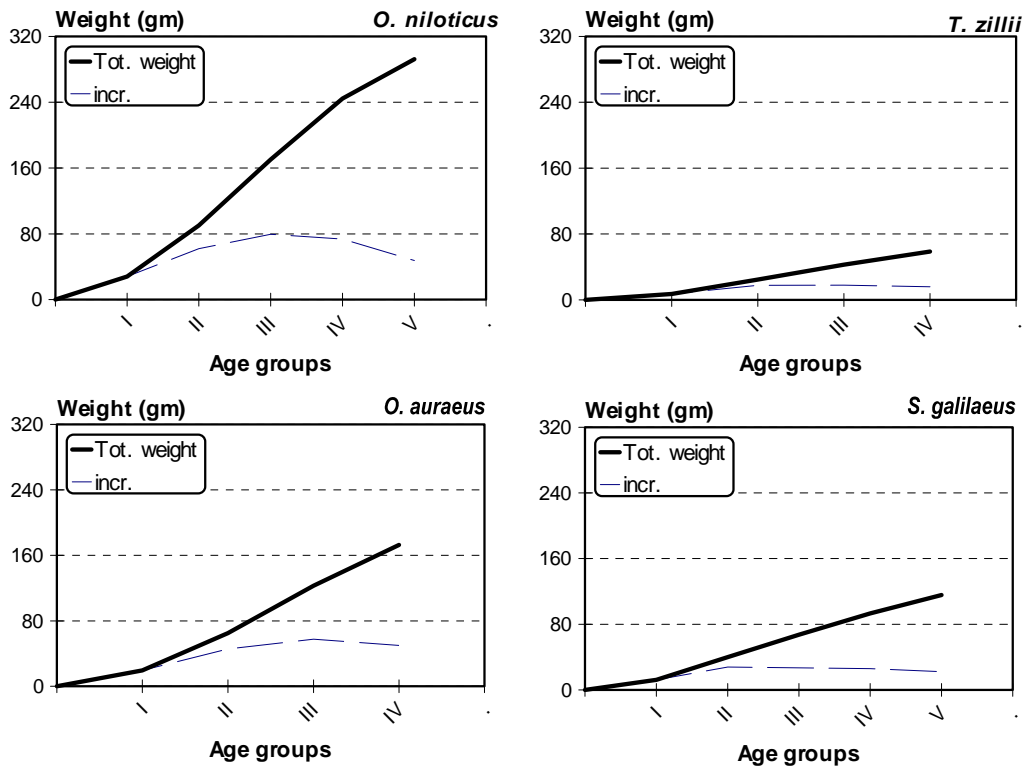 Weight (gm) O. niloticus
320
Tot. weight
240
incr.
160
80
0
I II III IV V .
Age groups
Weight (gm) T. zillii
320
Tot. weight
240
incr.
160
80
0
I II III IV .
Age groups
Weight (gm) O. auraeus
320
Tot. weight
240
incr.
160
80
0
I II III IV .
Age groups
Weight (gm) S. galilaeus
320
Tot. weight
240
incr.
160
80
0
I II III IV V .
Age groups